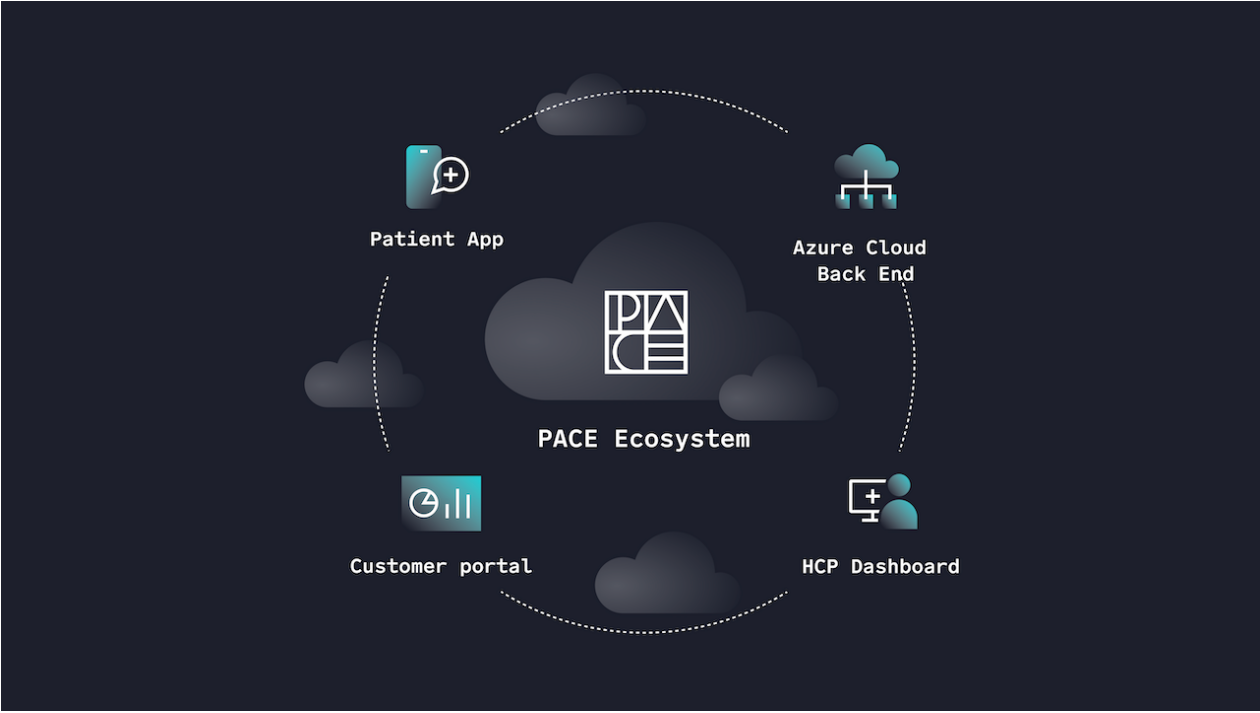 Patient App
Azure Cloud
Back End
PACE
PACE Ecosystem
Customer portal
HCP Dashboard